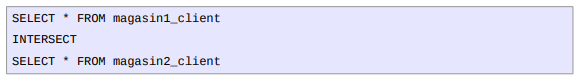 SELECT * FROM magasin1_client
INTERSECT
SELECT * FROM magasin2_client